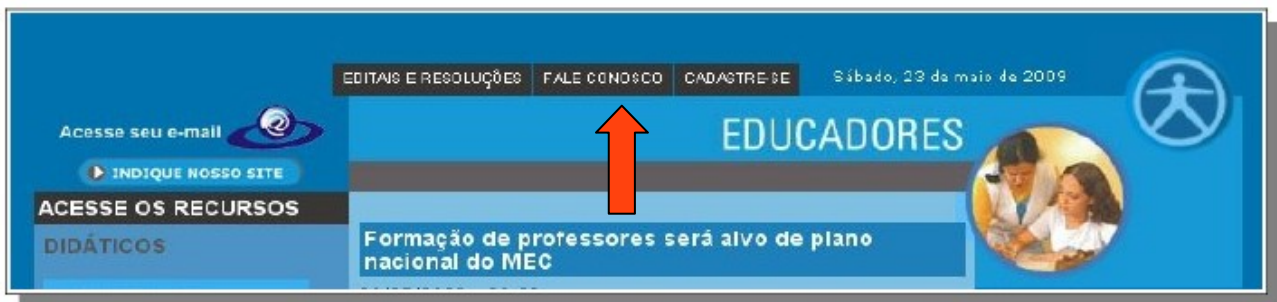 EDITAIS E RESOLUÇÕES FALE CONOSCO CADASTRE-SE Sábado, 23 de maio de 2009
Acesse seu e-mail
EDUCADORES
INDIQUE NOSSO SITE
ACESSE OS RECURSOS
DIDÁTICOS
Formação de professores será alvo de plano
nacional do MEC